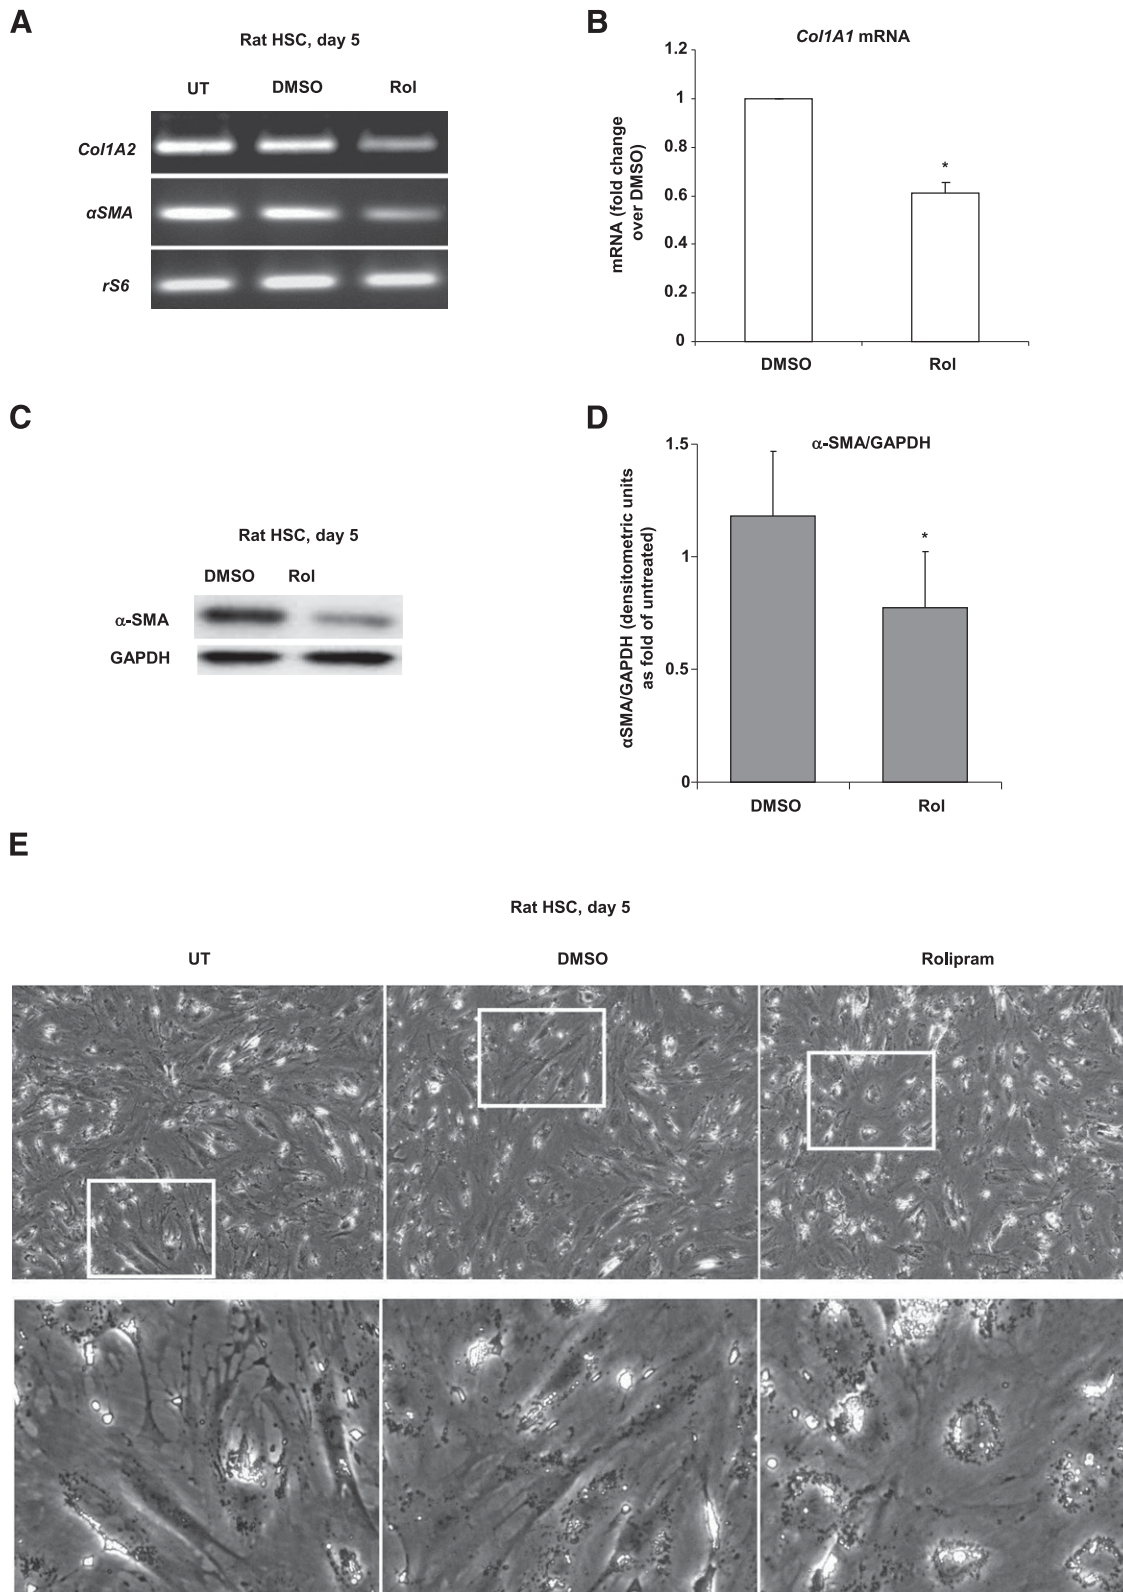 A
Rat HSC, day 5
UT DMSO Rol
Col1A2
αSMA
rS6
B
Col1A1 mRNA
mRNA (fold change
over DMSO)
1.2
1
0.8
0.6
0.4
0.2
0
*
DMSO Rol
C
Rat HSC, day 5
DMSO Rol
α-SMA
GAPDH
D
α-SMA/GAPDH
αSMA/GAPDH (densitometric units
as fold of untreated)
1.5
1
0.5
0
*
DMSO Rol
E
Rat HSC, day 5
UT DMSO Rolipram